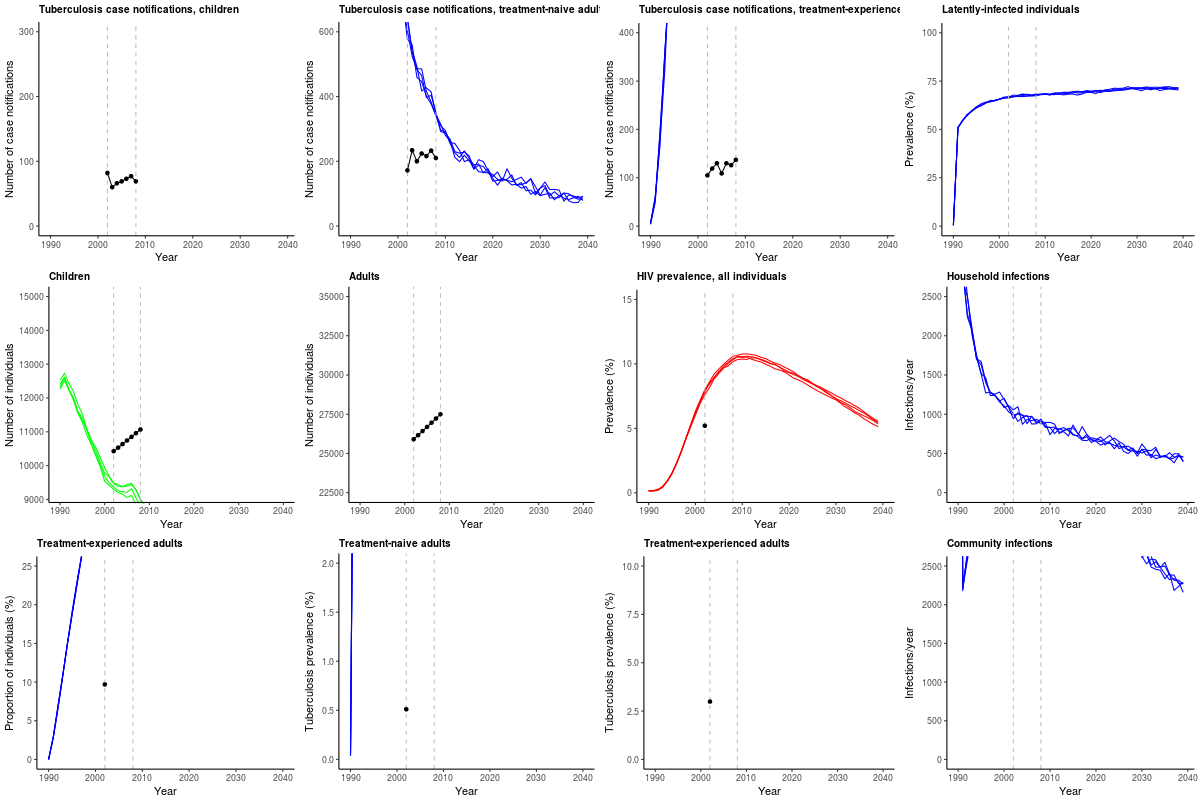 Tuberculosis case notifications, children
Number of case notifications
300
200
100
0
1990 2000 2010 2020 2030 2040
Year
Tuberculosis case notifications, treatment-naive adul
Number of case notifications
600
400
200
0
1990 2000 2010 2020 2030 2040
Year
Tuberculosis case notifications, treatment-experience
Number of case notifications
400
300
200
100
0
1990 2000 2010 2020 2030 2040
Year
Latently-infected individuals
Prevalence (%)
100
75
50
25
0
1990 2000 2010 2020 2030 2040
Year
Children
Number of individuals
15000
14000
13000
12000
11000
10000
9000
1990 2000 2010 2020 2030 2040
Year
Adults
Number of individuals
35000
32500
30000
27500
25000
22500
1990 2000 2010 2020 2030 2040
Year
HIV prevalence, all individuals
Prevalence (%)
15
10
5
0
1990 2000 2010 2020 2030 2040
Year
Household infections
Infections/year
2500
2000
1500
1000
500
0
1990 2000 2010 2020 2030 2040
Year
Treatment-experienced adults
Proportion of individuals (%)
25
20
15
10
5
0
1990 2000 2010 2020 2030 2040
Year
Treatment-naive adults
Tuberculosis prevalence (%)
2.0
1.5
1.0
0.5
0.0
1990 2000 2010 2020 2030 2040
Year
Treatment-experienced adults
Tuberculosis prevalence (%)
10.0
7.5
5.0
2.5
0.0
1990 2000 2010 2020 2030 2040
Year
Community infections
Infections/year
2500
2000
1500
1000
500
0
1990 2000 2010 2020 2030 2040
Year